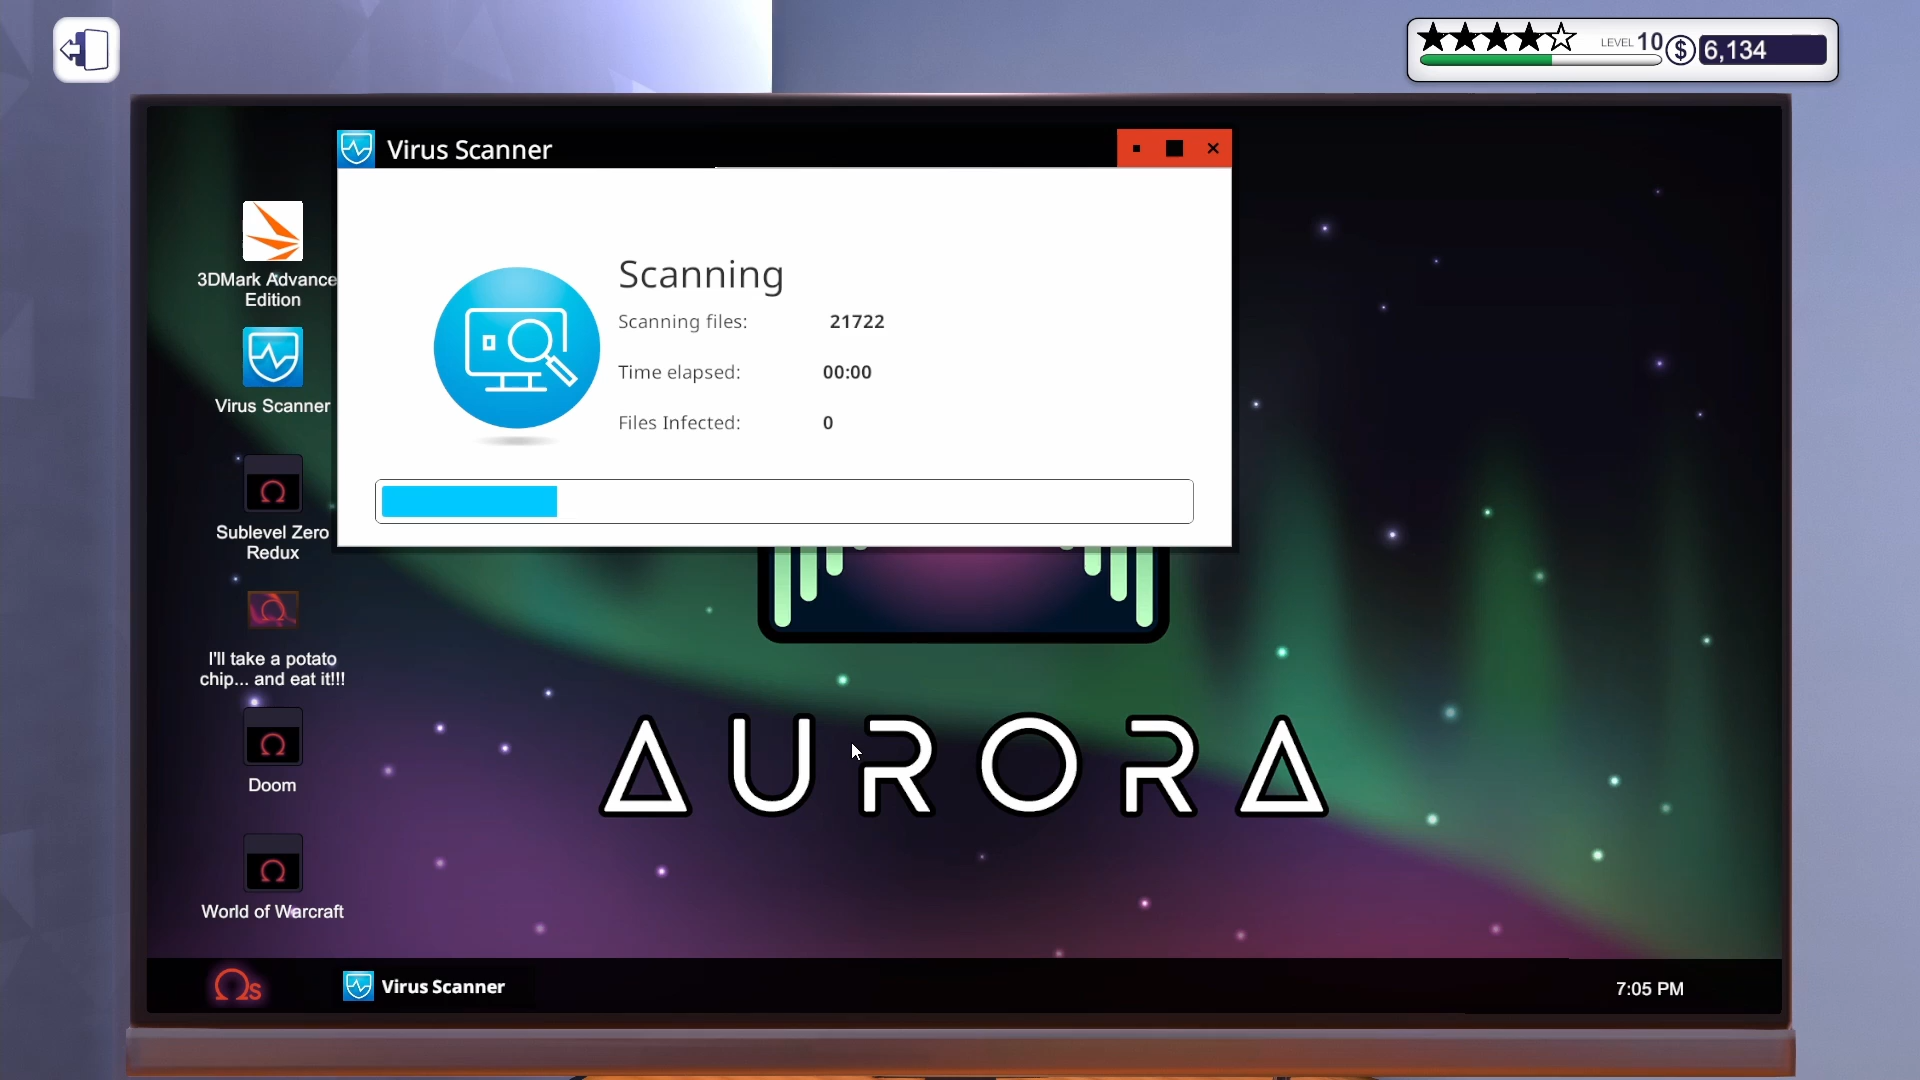 LEVEL 10
$ 6,134
Virus Scanner
Scanning
Scanning files: 21722
Time elapsed: 00:00
Files Infected: 0
3DMark Advance
Edition
Virus Scanner
Sublevel Zero
Redux
I'll take a potato
chip... and eat it!!!
Doom
World of Warcraft
AURORA
Ωs
Virus Scanner
7:05 PM